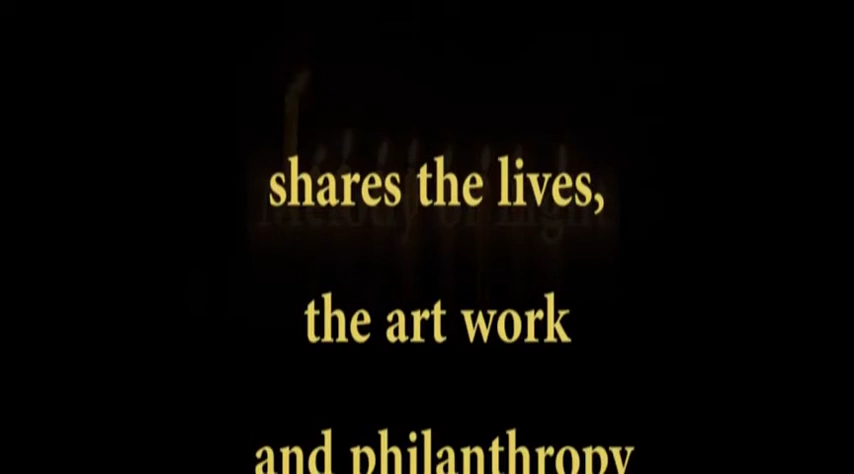 shares the lives,
the art work
and philanthropy